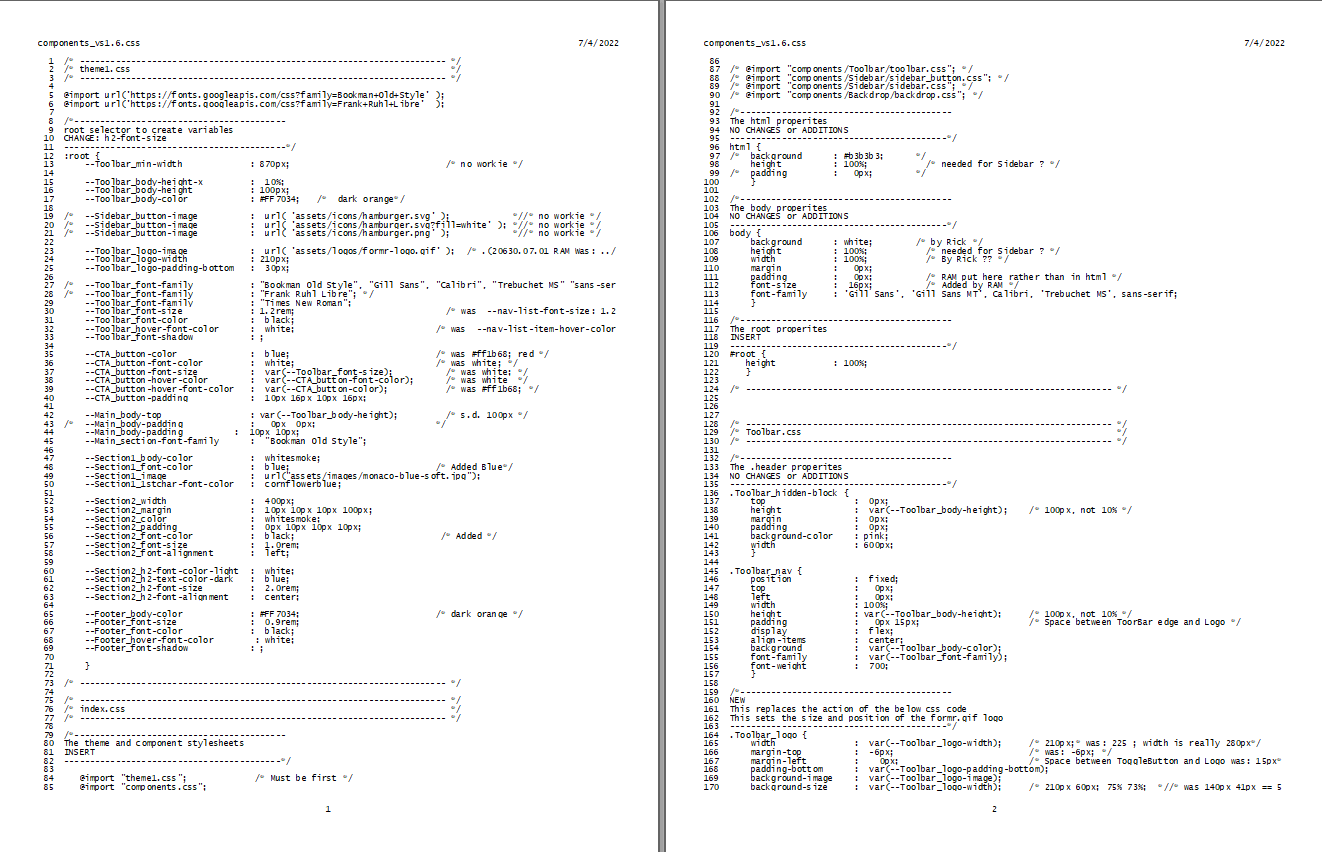 components_vs1.6.css 7/4/2022
1 /* ---------------------------------------------------------------------- */
2 /* theme1.css */
3 /* ---------------------------------------------------------------------- */
4
5 @import url('https://fonts.googleapis.com/css?family=Bookman+Old+Style' );
6 @import url('https://fonts.googleapis.com/css?family=Frank+Ruhl+Libre' );
7
8 /*----------------------------------------
9 root selector to create variables
10 CHANGE: h2-font-size
11 ------------------------------------------*/
12 :root {
13 --Toolbar_min-width : 870px; /* no workie */
14
15 --Toolbar_body-height-x : 10%;
16 --Toolbar_body-height : 100px;
17 --Toolbar_body-color : #FF7034; /* dark orange*/
18
19 /* --Sidebar_button-image : url( 'assets/icons/hamburger.svg' ); *//* no workie */
20 /* --Sidebar_button-image : url( 'assets/icons/hamburger.svg?fill=white' ); *//* no workie */
21 /* --Sidebar_button-image : url( 'assets/icons/hamburger.png' ); *//* no workie */
22
23 --Toolbar_logo-image : url( 'assets/logos/formr-logo.gif' ); /* .(20630.07.01 RAM Was: ../
24 --Toolbar_logo-width : 210px;
25 --Toolbar_logo-padding-bottom : 30px;
26
27 /* --Toolbar_font-family : "Bookman Old Style", "Gill Sans", "Calibri", "Trebuchet MS" "sans-ser
28 /* --Toolbar_font-family : "Frank Ruhl Libre"; */
29 --Toolbar_font-family : "Times New Roman";
30 --Toolbar_font-size : 1.2rem; /* was --nav-list-font-size: 1.2
31 --Toolbar_font-color : black;
32 --Toolbar_hover-font-color : white; /* was --nav-list-item-hover-color
33 --Toolbar_font-shadow : ;
34
35 --CTA_button-color : blue; /* was #ff1b68; red */
36 --CTA_button-font-color : white; /* was white; */
37 --CTA_button-font-size : var(--Toolbar_font-size); /* was white; */
38 --CTA_button-hover-color : var(--CTA_button-font-color); /* was white */
39 --CTA_button-hover-font-color : var(--CTA_button-color); /* was #ff1b68; */
40 --CTA_button-padding : 10px 16px 10px 16px;
41
42 --Main_body-top : var(--Toolbar_body-height); /* s.d. 100px */
43 /* --Main_body-padding : 0px 0px; */
44 --Main_body-padding : 10px 10px;
45 --Main_section-font-family : "Bookman Old Style";
46
47 --Section1_body-color : whitesmoke;
48 --Section1_font-color : blue; /* Added Blue*/
49 --Section1_image : url("assets/images/monaco-blue-soft.jpg");
50 --Section1_1stchar-font-color : cornflowerblue;
51
52 --Section2_width : 400px;
53 --Section2_margin : 10px 10px 10px 100px;
54 --Section2_color : whitesmoke;
55 --Section2_padding : 0px 10px 10px 10px;
56 --Section2_font-color : black; /* Added */
57 --Section2_font-size : 1.0rem;
58 --Section2_font-alignment : left;
59
60 --Section2_h2-font-color-light : white;
61 --Section2_h2-text-color-dark : blue;
62 --Section2_h2-font-size : 2.0rem;
63 --Section2_h2-font-alignment : center;
64
65 --Footer_body-color : #FF7034; /* dark orange */
66 --Footer_font-size : 0.9rem;
67 --Footer_font-color : black;
68 --Footer_hover-font-color : white;
69 --Footer_font-shadow : ;
70
71 }
72
73 /* ---------------------------------------------------------------------- */
74
75 /* ---------------------------------------------------------------------- */
76 /* index.css */
77 /* ---------------------------------------------------------------------- */
78
79 /*----------------------------------------
80 The theme and component stylesheets
81 INSERT
82 -----------------------------------------*/
83
84 @import "theme1.css"; /* Must be first */
85 @import "components.css";
1
components_vs1.6.css 7/4/2022
86
87 /* @import "components/Toolbar/toolbar.css"; */
88 /* @import "components/Sidebar/sidebar_button.css"; */
89 /* @import "components/Sidebar/sidebar.css"; */
90 /* @import "components/Backdrop/backdrop.css"; */
91
92 /*----------------------------------------
93 The html properites
94 NO CHANGES or ADDITIONS
95 -----------------------------------------*/
96 html {
97 /* background : #b3b3b3; */
98 height : 100%; /* needed for Sidebar ? */
99 /* padding : 0px; */
100 }
101
102 /*----------------------------------------
103 The body properites
104 NO CHANGES or ADDITIONS
105 -----------------------------------------*/
106 body {
107 background : white; /* by Rick */
108 height : 100%; /* needed for Sidebar ? */
109 width : 100%; /* By Rick ?? */
110 margin : 0px;
111 padding : 0px; /* RAM put here rather than in html */
112 font-size : 16px; /* Added by RAM */
113 font-family : 'Gill Sans', 'Gill Sans MT', Calibri, 'Trebuchet MS', sans-serif;
114 }
115
116 /*----------------------------------------
117 The root properites
118 INSERT
119 -----------------------------------------*/
120 #root {
121 height : 100%;
122 }
123
124 /* ---------------------------------------------------------------------- */
125
126
127
128 /* ---------------------------------------------------------------------- */
129 /* Toolbar.css */
130 /* ---------------------------------------------------------------------- */
131
132 /*----------------------------------------
133 The .header properites
134 NO CHANGES or ADDITIONS
135 -----------------------------------------*/
136 .Toolbar_hidden-block {
137 top : 0px;
138 height : var(--Toolbar_body-height); /* 100px, not 10% */
139 margin : 0px;
140 padding : 0px;
141 background-color : pink;
142 width : 600px;
143 }
144
145 .Toolbar_nav {
146 position : fixed;
147 top : 0px;
148 left : 0px;
149 width : 100%;
150 height : var(--Toolbar_body-height); /* 100px, not 10% */
151 padding : 0px 15px; /* Space between ToorBar edge and Logo */
152 display : flex;
153 align-items : center;
154 background : var(--Toolbar_body-color);
155 font-family : var(--Toolbar_font-family);
156 font-weight : 700;
157 }
158
159 /*----------------------------------------
160 NEW
161 This replaces the action of the below css code
162 This sets the size and position of the formr.gif logo
163 -----------------------------------------*/
164 .Toolbar_logo {
165 width : var(--Toolbar_logo-width); /* 210px;* was: 225 ; width is really 280px*/
166 margin-top : -6px; /* was: -6px; */
167 margin-left : 0px; /* Space between ToggleButton and Logo was: 15px*
168 padding-bottom : var(--Toolbar_logo-padding-bottom);
169 background-image : var(--Toolbar_logo-image);
170 background-size : var(--Toolbar_logo-width); /* 210px 60px; 75% 73%; *//* was 140px 41px == 5
2